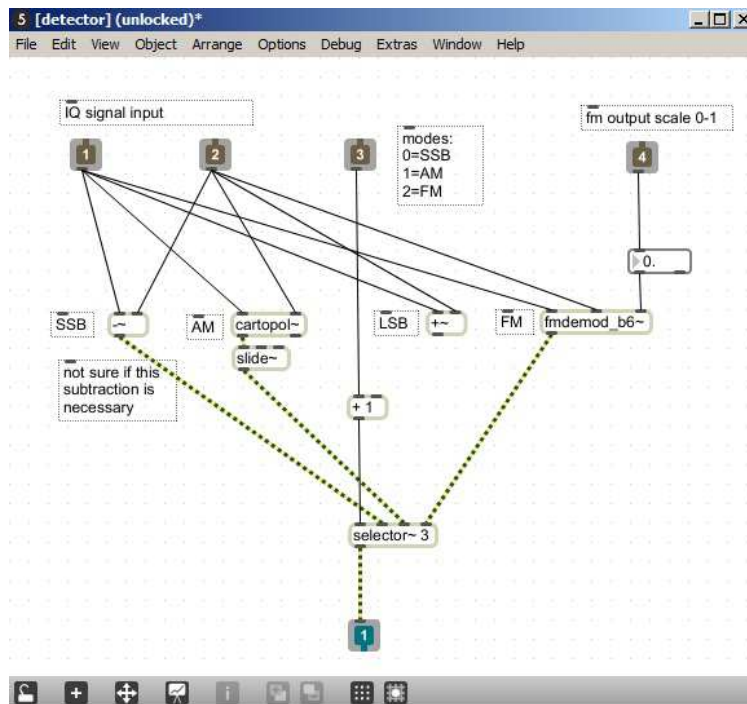 5 [detector] (unlocked)*
File Edit View Object Arrange Options Debug Extras Window Help
IQ signal input
fm output scale 0-1
modes:
0=SSB
1=AM
2=FM
1
2
3
4
0.
SSB
-~
AM
cartopol~
LSB
+~
FM
fmdemod_b6~
slide~
not sure if this
subtraction is
necessary
+ 1
selector~ 3
1